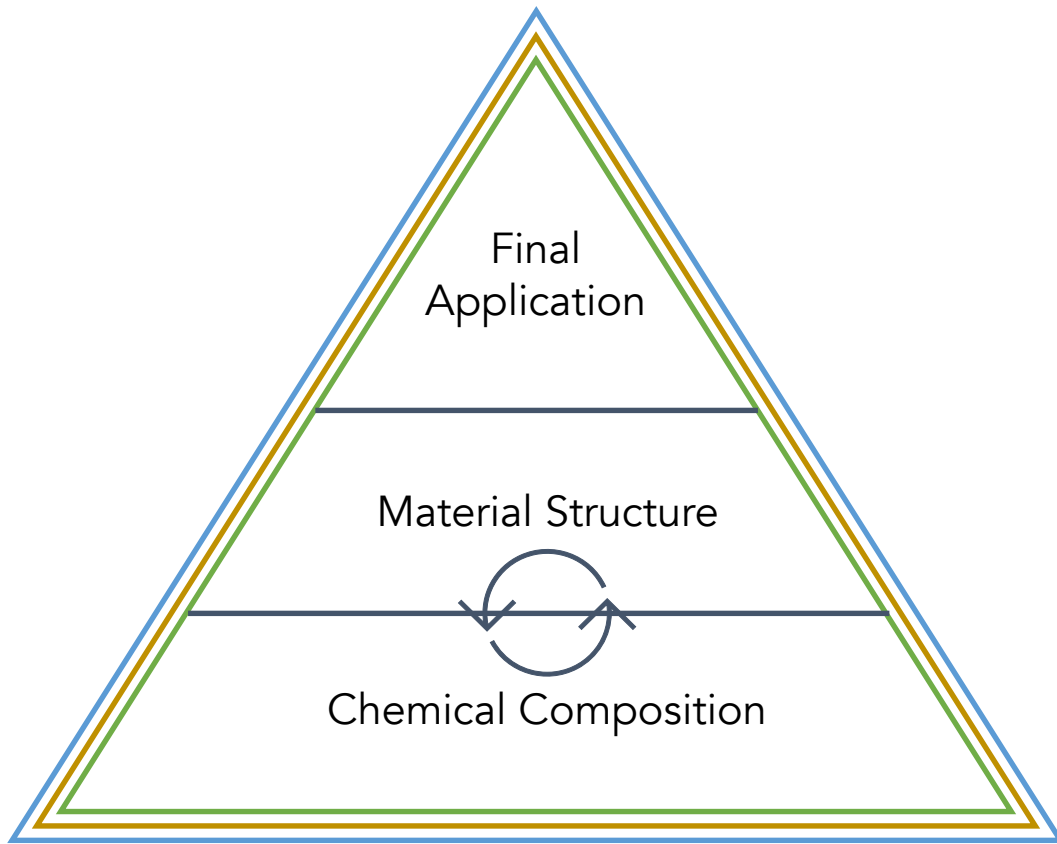 Final
Application
Material Structure
Chemical Composition